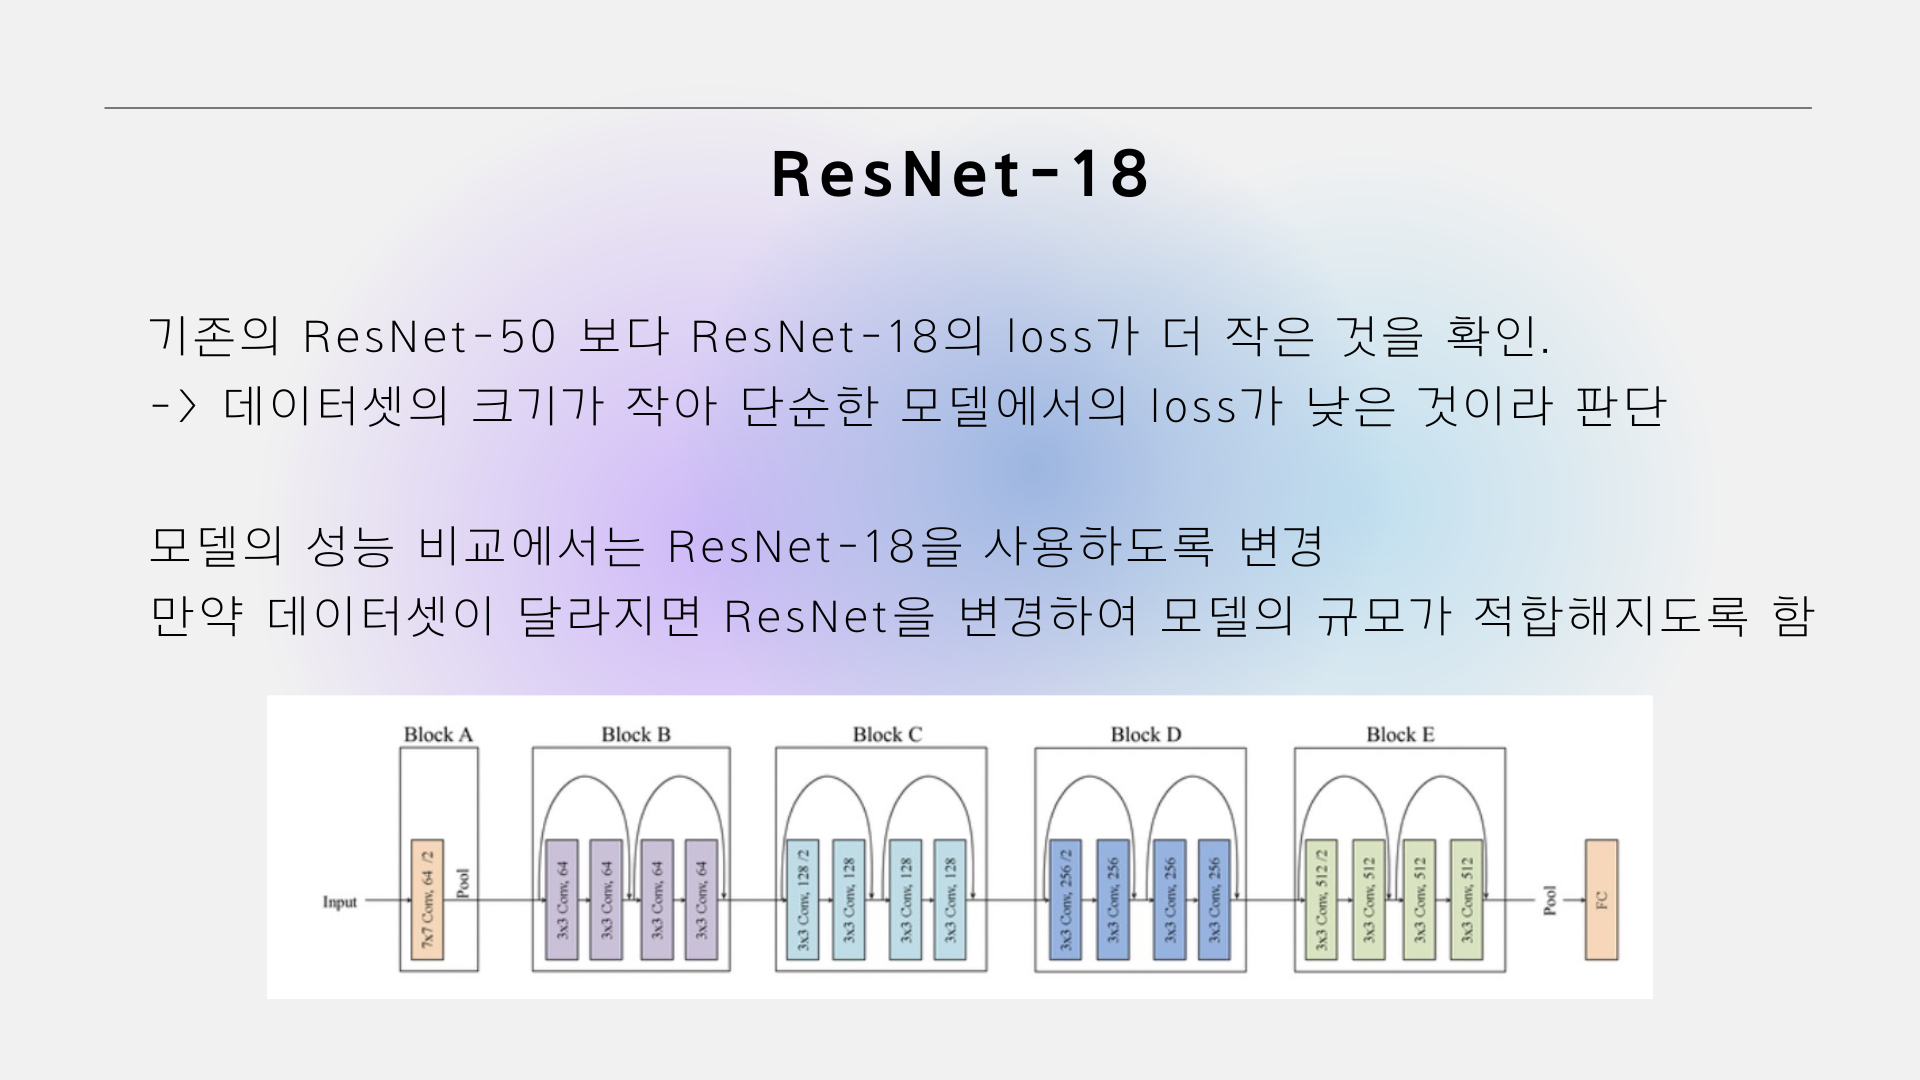 ResNet-18
기존의 ResNet-50 보다 ResNet-18의 loss가 더 작은 것을 확인.
-> 데이터셋의 크기가 작아 단순한 모델에서의 loss가 낮은 것이라 판단
모델의 성능 비교에서는 ResNet-18을 사용하도록 변경
만약 데이터셋이 달라지면 ResNet을 변경하여 모델의 규모가 적합해지도록 함
Block A
Block B
Block C
Block D
Block E
Input
7x7 Conv, 64 /2
Pool
3x3 Conv, 64
3x3 Conv, 64
3x3 Conv, 64
3x3 Conv, 64
3x3 Conv, 128 /2
3x3 Conv, 128
3x3 Conv, 128
3x3 Conv, 128
3x3 Conv, 256 /2
3x3 Conv, 256
3x3 Conv, 256
3x3 Conv, 256
3x3 Conv, 512 /2
3x3 Conv, 512
3x3 Conv, 512
3x3 Conv, 512
Pool
FC